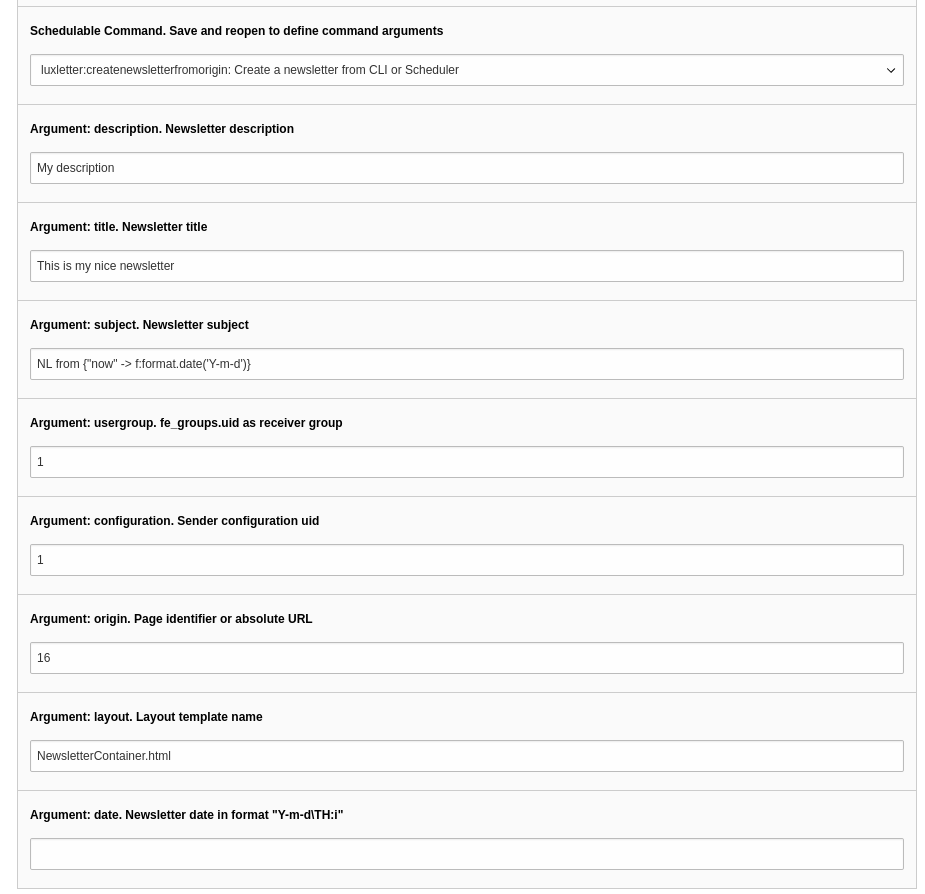 Schedulable Command. Save and reopen to define command arguments
luxletter:createnewsletterfromorigin: Create a newsletter from CLI or Scheduler
Argument: description. Newsletter description
My description
Argument: title. Newsletter title
This is my nice newsletter
Argument: subject. Newsletter subject
NL from {"now" -> f:format.date('Y-m-d')}
Argument: usergroup. fe_groups.uid as receiver group
1
Argument: configuration. Sender configuration uid
1
Argument: origin. Page identifier or absolute URL
16
Argument: layout. Layout template name
NewsletterContainer.html
Argument: date. Newsletter date in format "Y-m-d\TH:i"